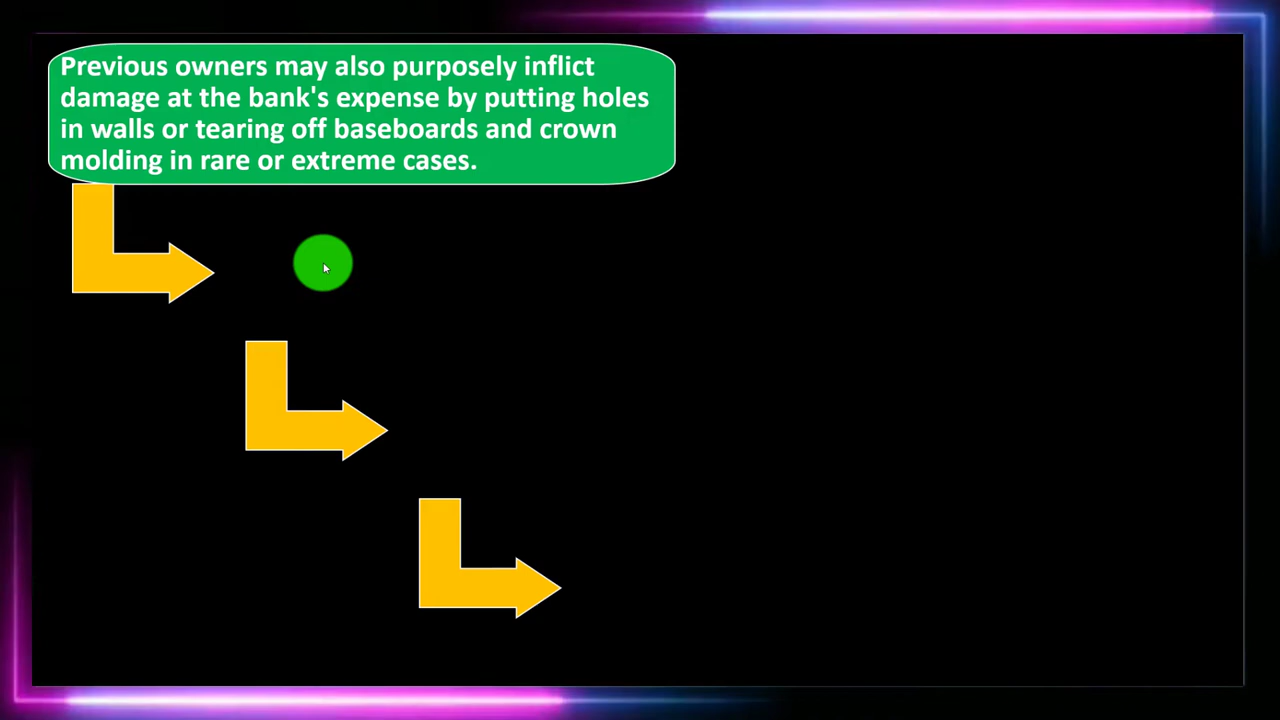 Previous owners may also purposely inflict
damage at the bank's expense by putting holes
in walls or tearing off baseboards and crown
molding in rare or extreme cases.